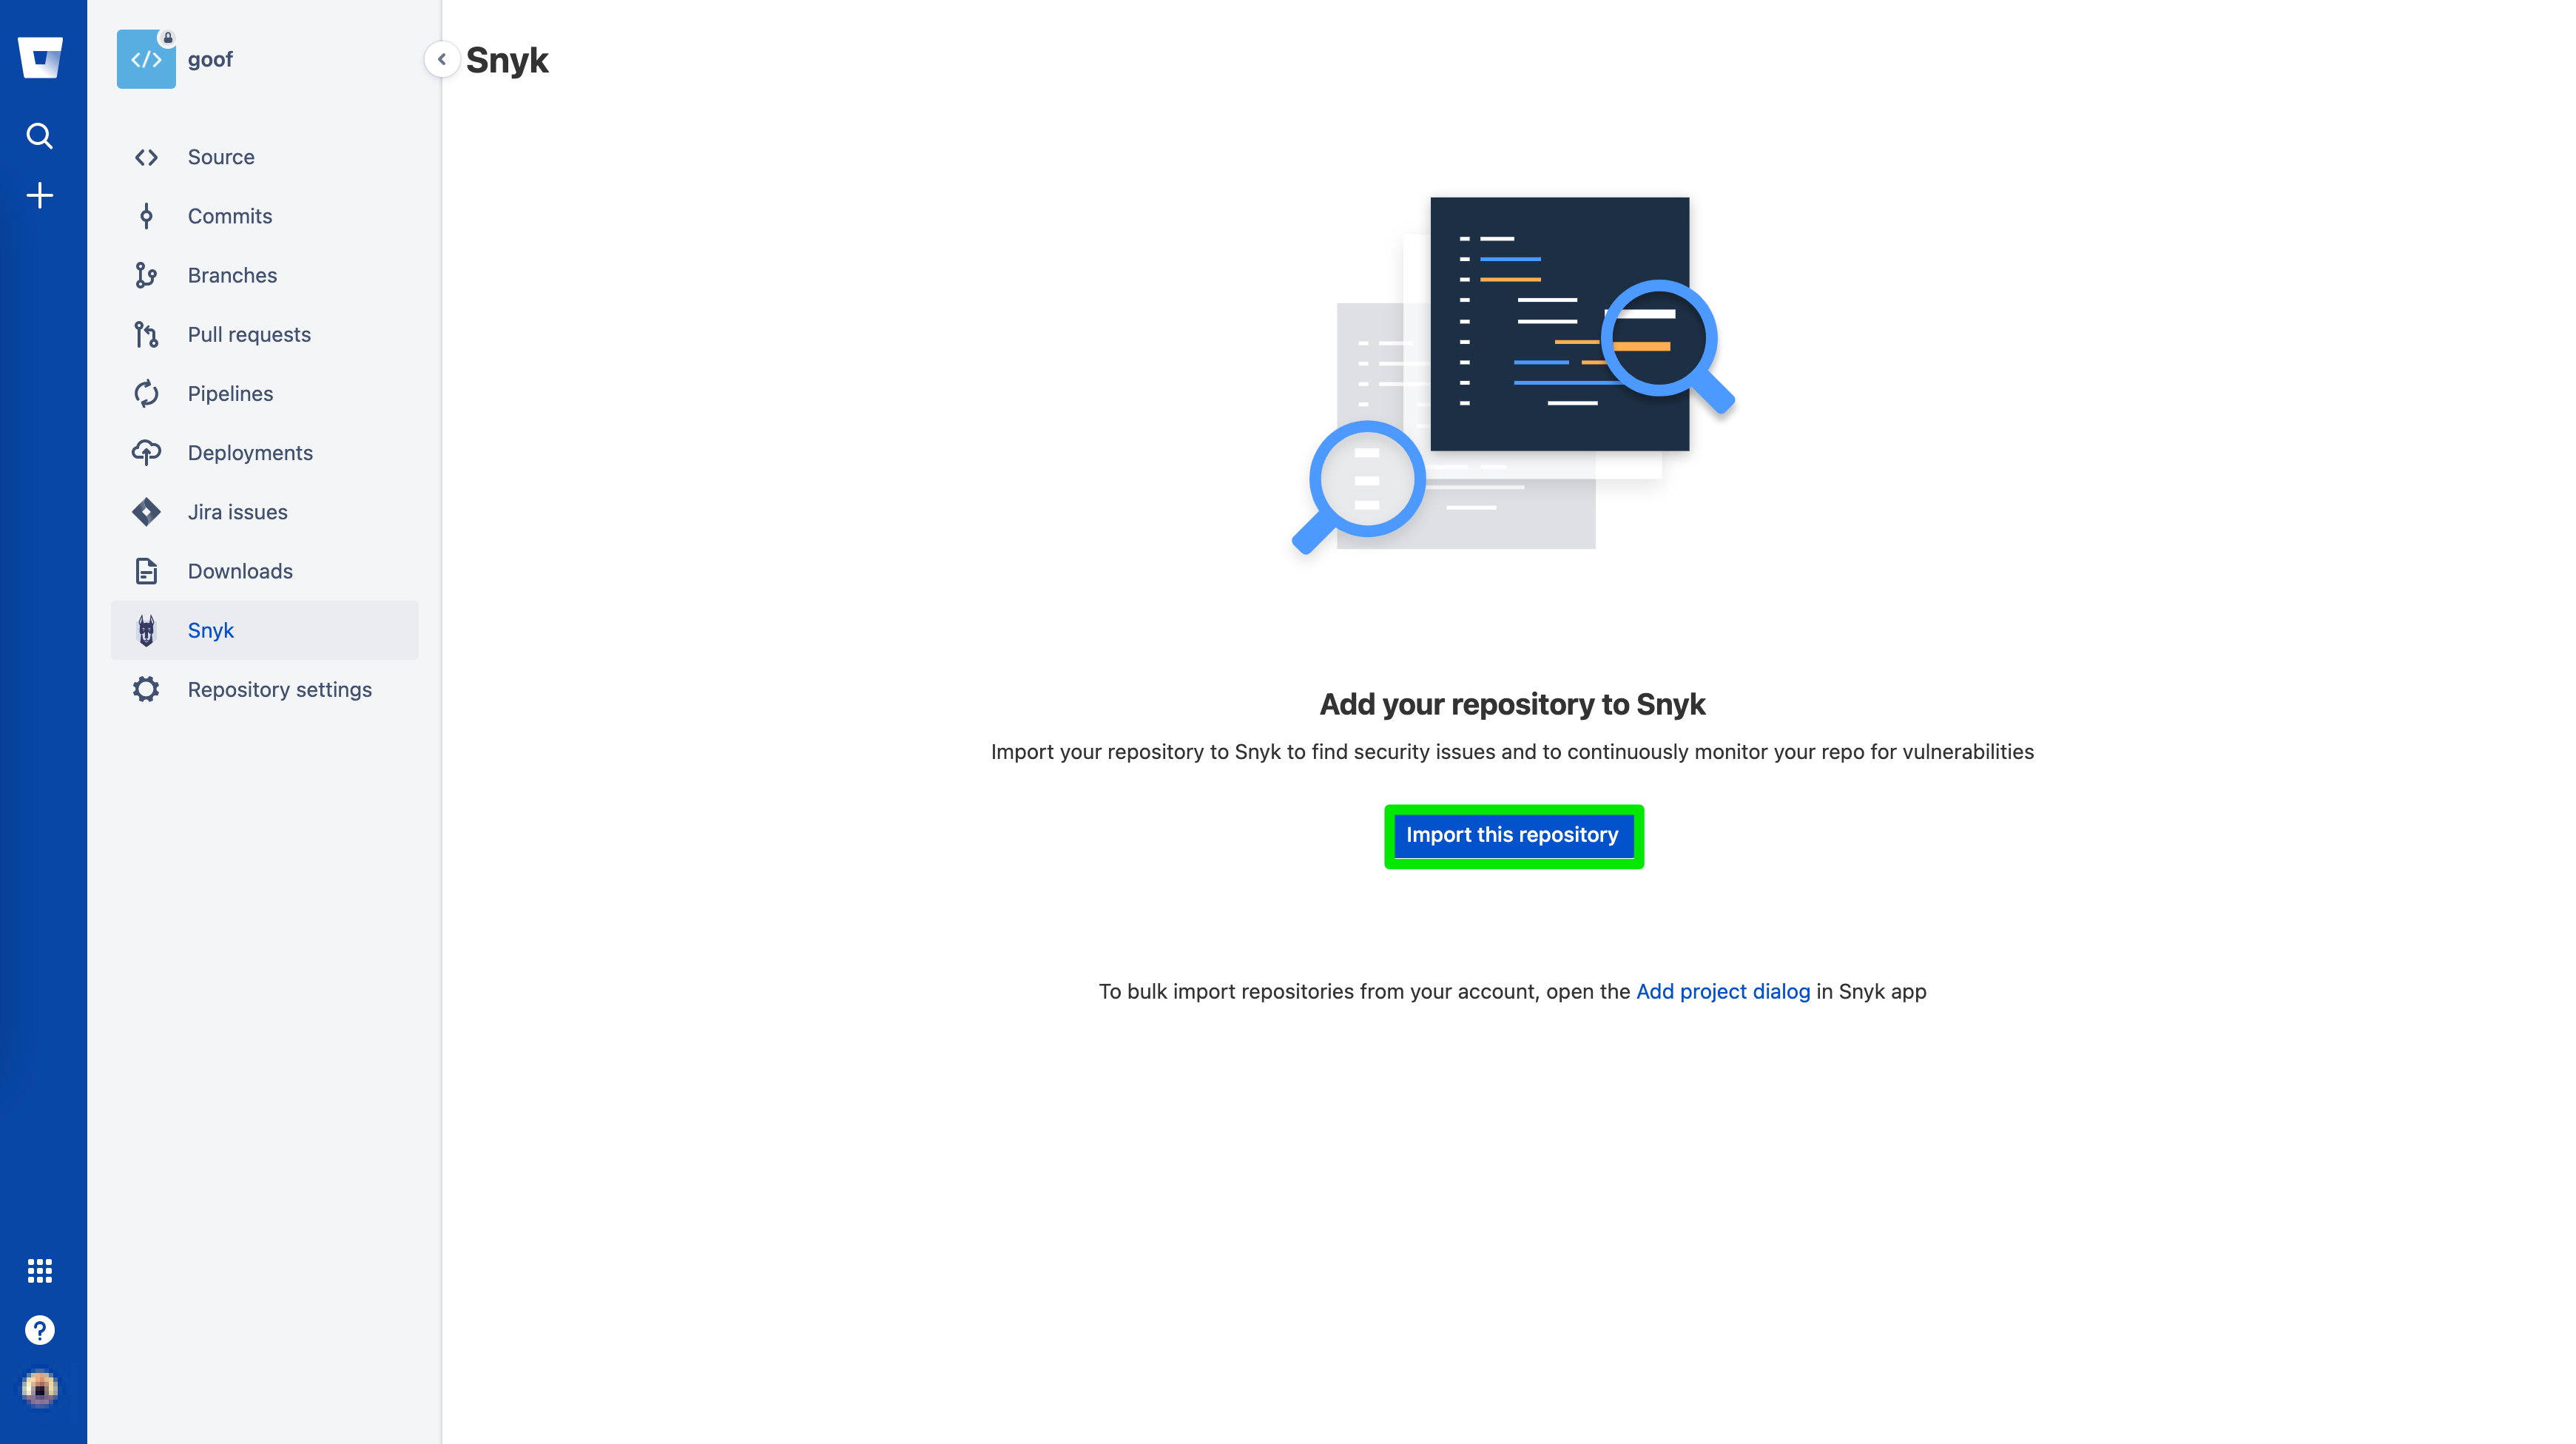 goof
Source
Commits
Branches
Pull requests
Pipelines
Deployments
Jira issues
Downloads
Snyk
Repository settings
Snyk
Add your repository to Snyk
Import your repository to Snyk to find security issues and to continuously monitor your repo for vulnerabilities
Import this repository
To bulk import repositories from your account, open the Add project dialog in Snyk app